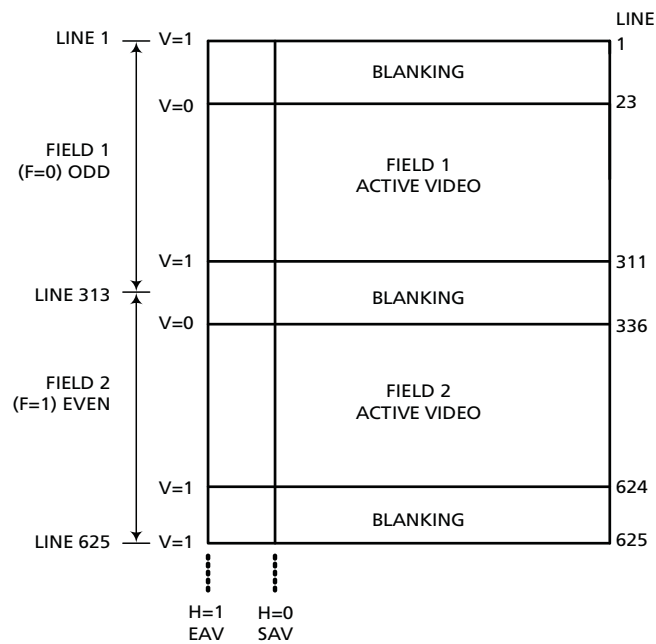 LINE
LINE 1 V=1 1
BLANKING
V=0 23
FIELD 1
(F=0) ODD
FIELD 1
ACTIVE VIDEO
V=1 311
LINE 313
BLANKING
V=0 336
FIELD 2
(F=1) EVEN
FIELD 2
ACTIVE VIDEO
V=1 624
BLANKING
LINE 625 V=1 625
H=1 H=0
EAV SAV